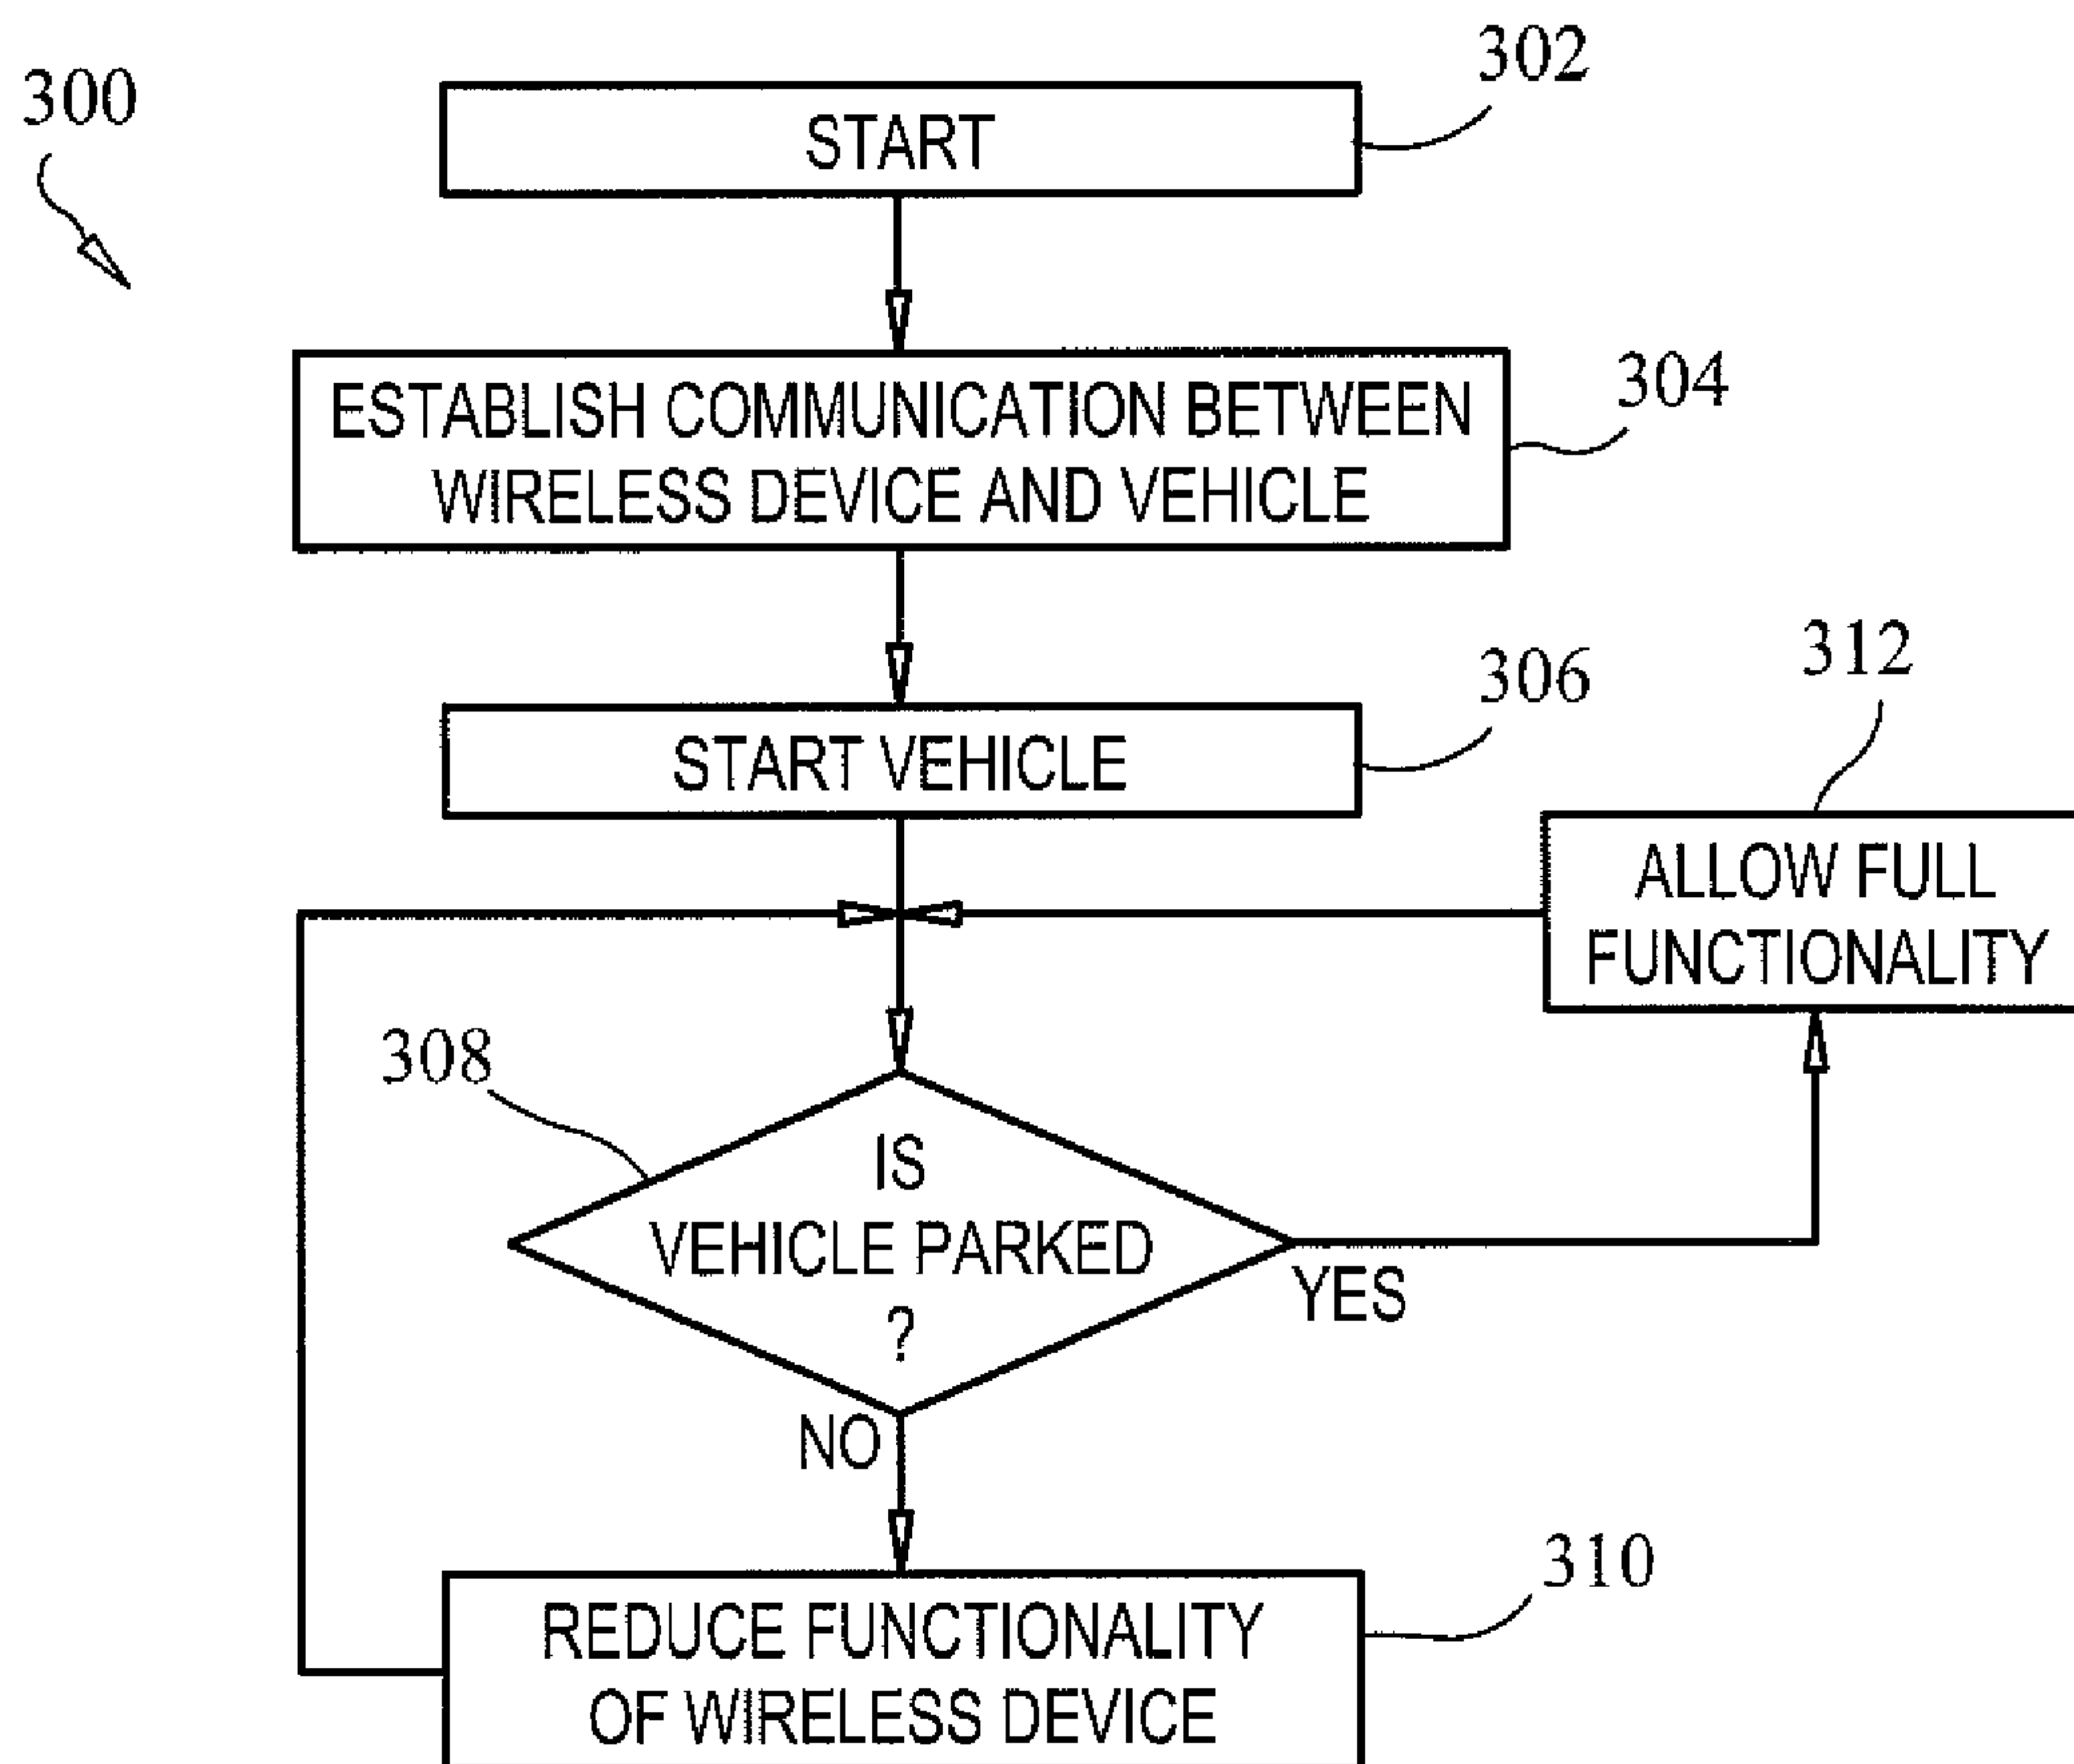 300
302
START
304
ESTABLISH COMMUNICATION BETWEEN
WIRELESS DEVICE AND VEHICLE
306
START VEHICLE
312
ALLOW FULL
FUNCTIONALITY
308
IS
VEHICLE PARKED
?
YES
NO
310
REDUCE FUNCTIONALITY
OF WIRELESS DEVICE